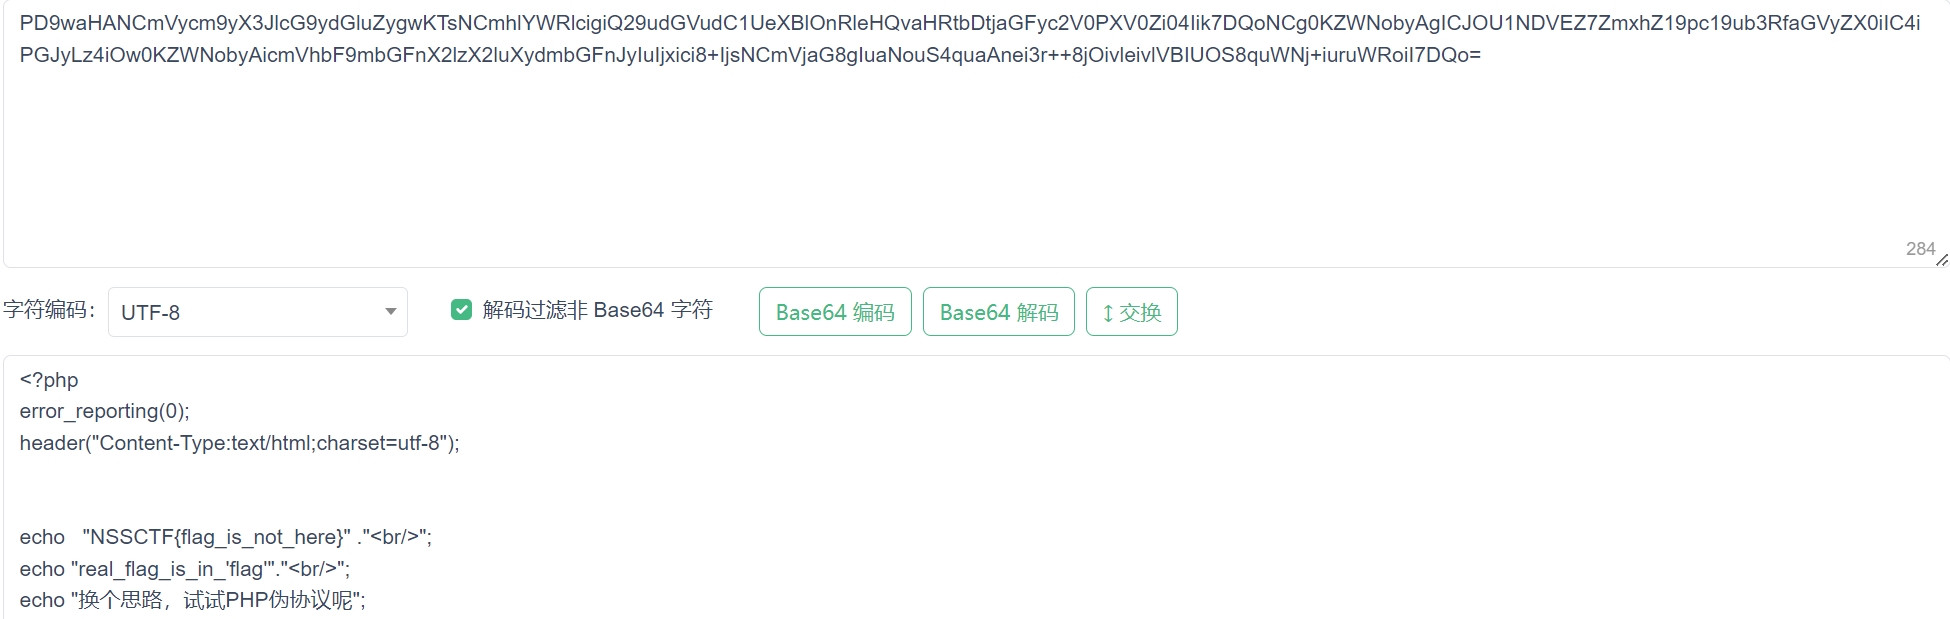 PD9waHANCmVycm9yX3JlcG9ydGluZygwKTsNCmhlYWRlcigiQ29udGVudC1UeXBlOnRleHQvaHRtbDtjaGFyc2V0PXV0Zi04Iik7DQoNCg0KZWNobyAgICJOU1NDVEZ7ZmxhZ19pc19ub3RfaGVyZX0iIC4i
PGJyLz4iOw0KZWNobyAicmVhbF9mbGFnX2lzX2luXydmbGFnJyIuIjxici8+IjsNCmVjaG8gIuaNouS4quaAnei3r++8jOivleivlVBIUOS8quWNj+iuruWRoiI7DQo=
284
字符编码： UTF-8 解码过滤非 Base64 字符 Base64 编码 Base64 解码 ↕ 交换
<?php
error_reporting(0);
header("Content-Type:text/html;charset=utf-8");
echo   "NSSCTF{flag_is_not_here}" ."<br/>";
echo "real_flag_is_in_'flag'"."<br/>";
echo "换个思路，试试PHP伪协议呢";